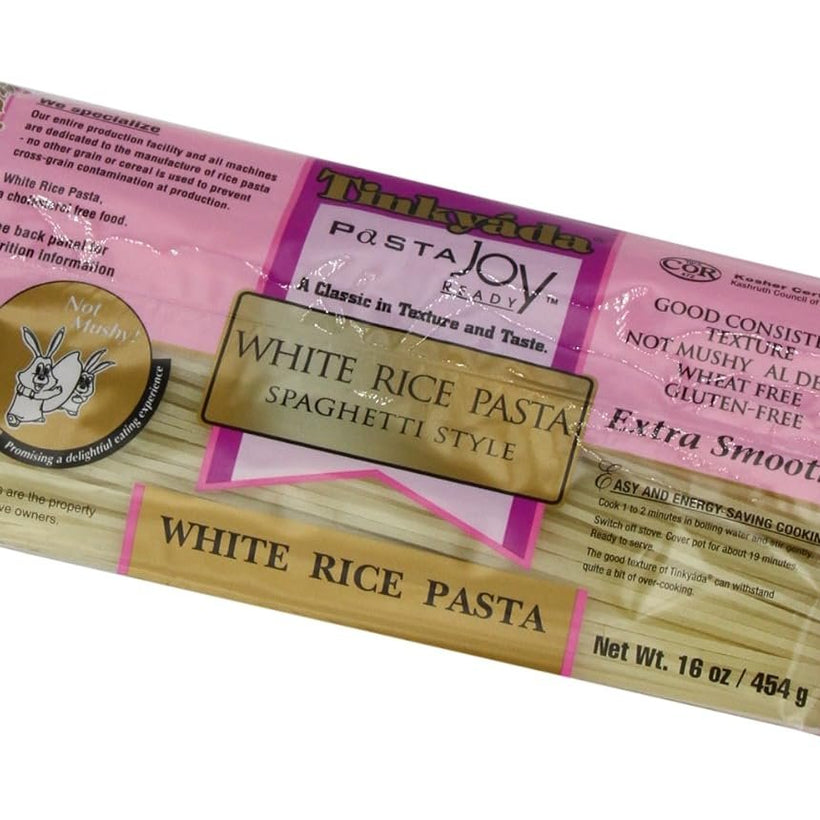 We specialize
Our entire production facility and all machines
are dedicated to the manufacture of rice pasta
- no other grain or cereal is used to prevent
cross-grain contamination at production.
White Rice Pasta,
a cholesterol free food.
back panel for
information
Not
Mushy!
Promising a delightful eating experience
are the property
owners.
Tinkyáda™
PASTA JOY
READY™
A Classic in Texture and Taste.
WHITE RICE PASTA
SPAGHETTI STYLE
WHITE RICE PASTA
COR
Kosher
Kashruth Council of
GOOD
TEXTURE
NOT MUSHY AL
WHEAT FREE
GLUTEN-FREE
Extra
EASY AND ENERGY-SAVING
Cook 1 to 2 minutes in boiling water and stir gently.
Switch off stove. Cover pot for about 19 minutes.
Ready to serve.
The good texture of Tinkyáda® can withstand
quite a bit of over-cooking.
Net Wt. 16 oz / 454 g